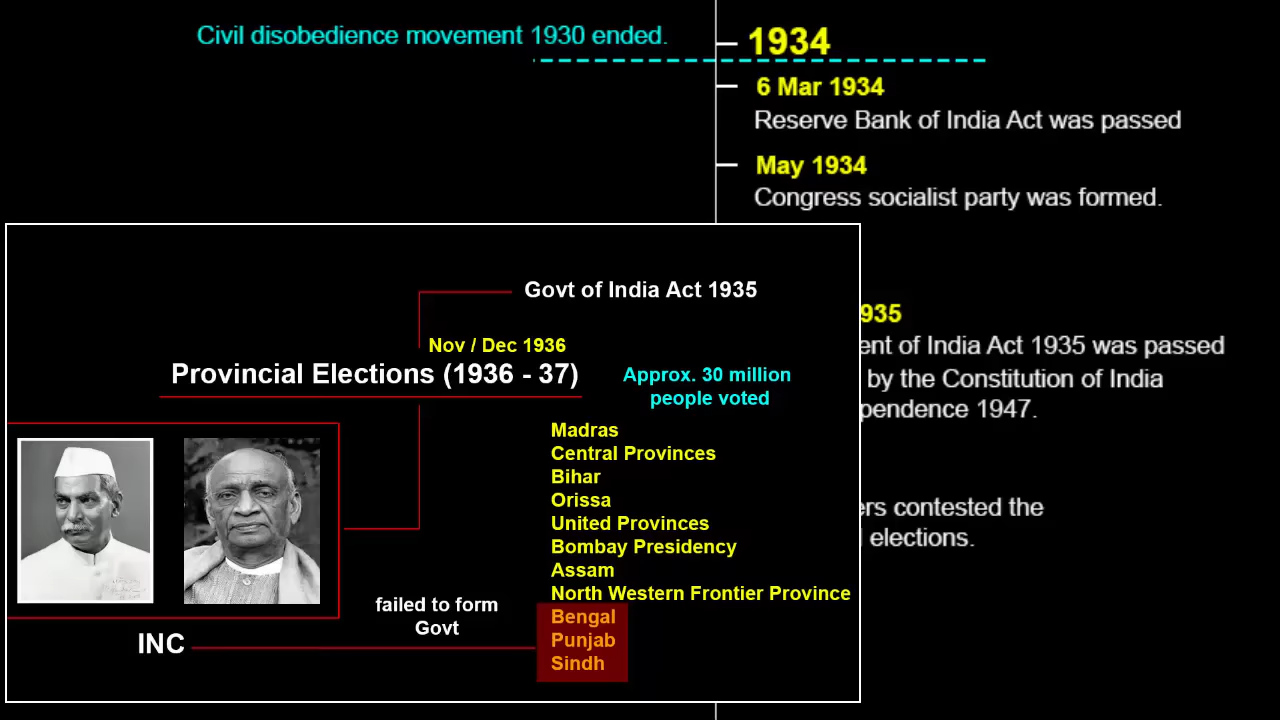 Civil disobedience movement 1930 ended.
1934
6 Mar 1934
Reserve Bank of India Act was passed
May 1934
Congress socialist party was formed.
935
ent of India Act 1935 was passed
by the Constitution of India
pendence 1947.
ers contested the
elections.
Govt of India Act 1935
Nov / Dec 1936
Provincial Elections (1936 - 37)
Approx. 30 million
people voted
Madras
Central Provinces
Bihar
Orissa
United Provinces
Bombay Presidency
Assam
North Western Frontier Province
Bengal
Punjab
Sindh
failed to form
Govt
INC